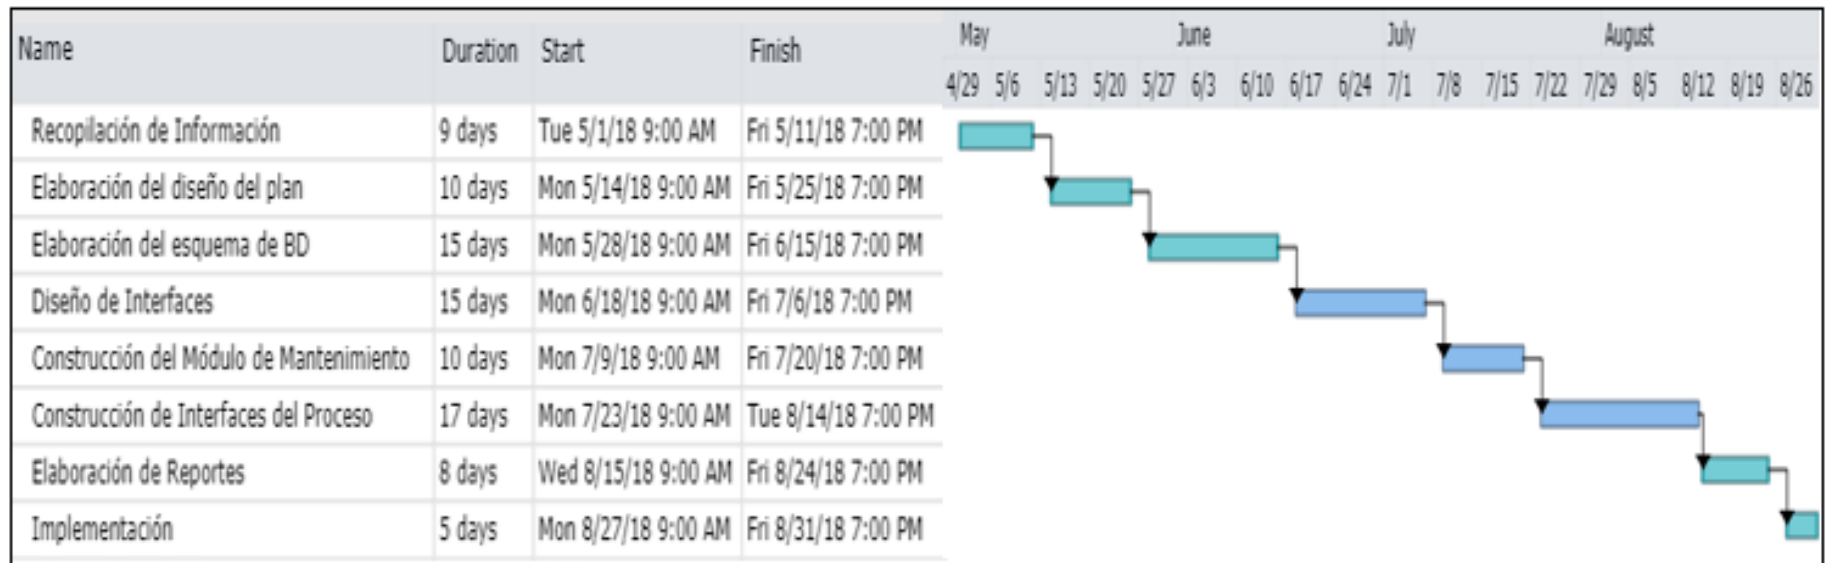 May June July August
Name Duration Start Finish
4/29 5/6 5/13 5/20 5/27 6/3 6/10 6/17 6/24 7/1 7/8 7/15 7/22 7/29 8/5 8/12 8/19 8/26
Recopilación de Información 9 days Tue 5/1/18 9:00 AM Fri 5/11/18 7:00 PM
Elaboración del diseño del plan 10 days Mon 5/14/18 9:00 AM Fri 5/25/18 7:00 PM
Elaboración del esquema de BD 15 days Mon 5/28/18 9:00 AM Fri 6/15/18 7:00 PM
Diseño de Interfaces 15 days Mon 6/18/18 9:00 AM Fri 7/6/18 7:00 PM
Construcción del Módulo de Mantenimiento 10 days Mon 7/9/18 9:00 AM Fri 7/20/18 7:00 PM
Construcción de Interfaces del Proceso 17 days Mon 7/23/18 9:00 AM Tue 8/14/18 7:00 PM
Elaboración de Reportes 8 days Wed 8/15/18 9:00 AM Fri 8/24/18 7:00 PM
Implementación 5 days Mon 8/27/18 9:00 AM Fri 8/31/18 7:00 PM